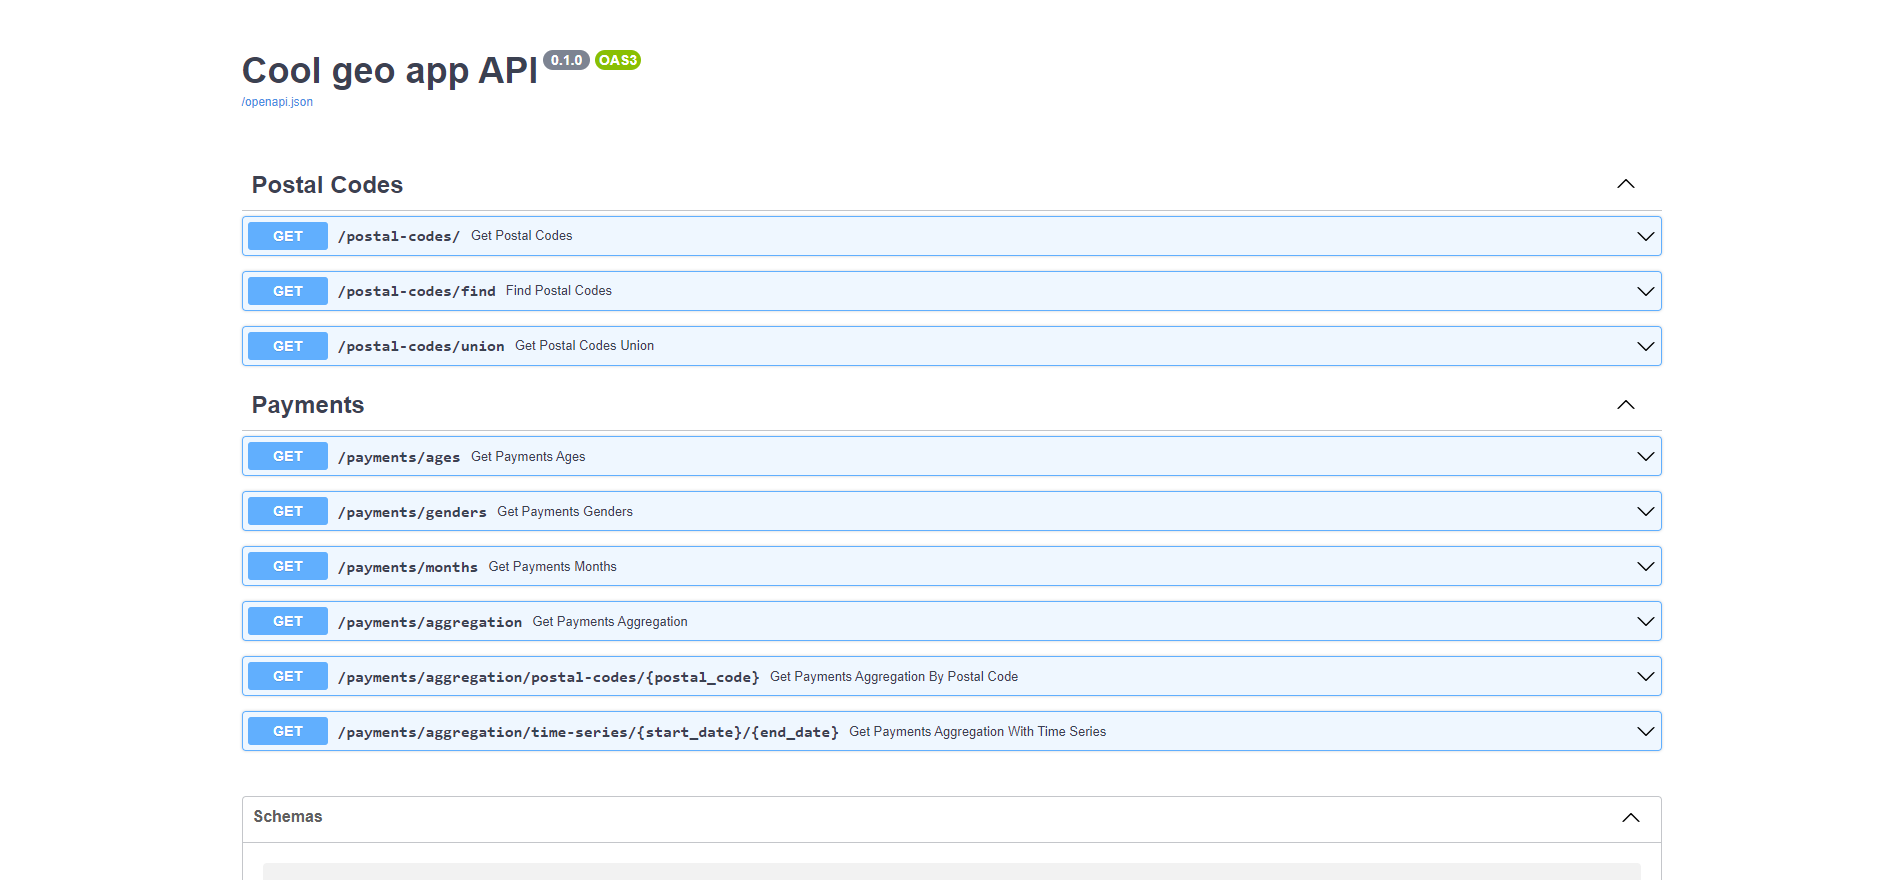 Cool geo app API 0.1.0 OAS3
/openapi.json
Postal Codes
GET /postal-codes/ Get Postal Codes
GET /postal-codes/find Find Postal Codes
GET /postal-codes/union Get Postal Codes Union
Payments
GET /payments/ages Get Payments Ages
GET /payments/genders Get Payments Genders
GET /payments/months Get Payments Months
GET /payments/aggregation Get Payments Aggregation
GET /payments/aggregation/postal-codes/{postal_code} Get Payments Aggregation By Postal Code
GET /payments/aggregation/time-series/{start_date}/{end_date} Get Payments Aggregation With Time Series
Schemas